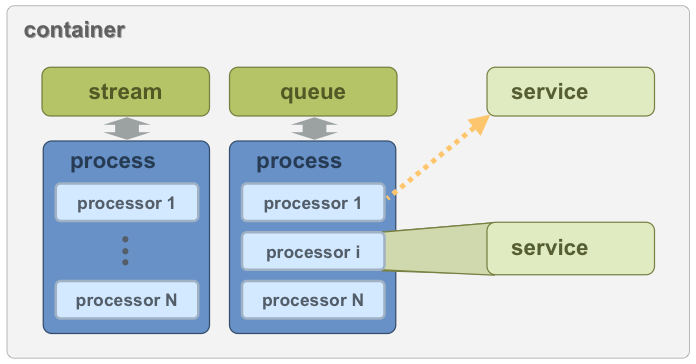 container
stream
queue
service
process
process
processor 1
processor 1
processor i
service
processor N
processor N